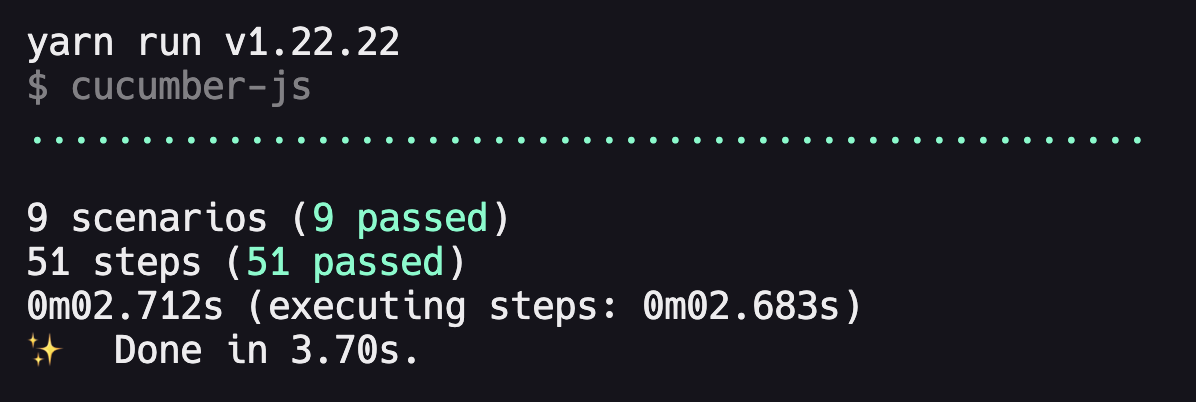 yarn run v1.22.22
$ cucumber-js
...................................................

9 scenarios (9 passed)
51 steps (51 passed)
0m02.712s (executing steps: 0m02.683s)
✨  Done in 3.70s.